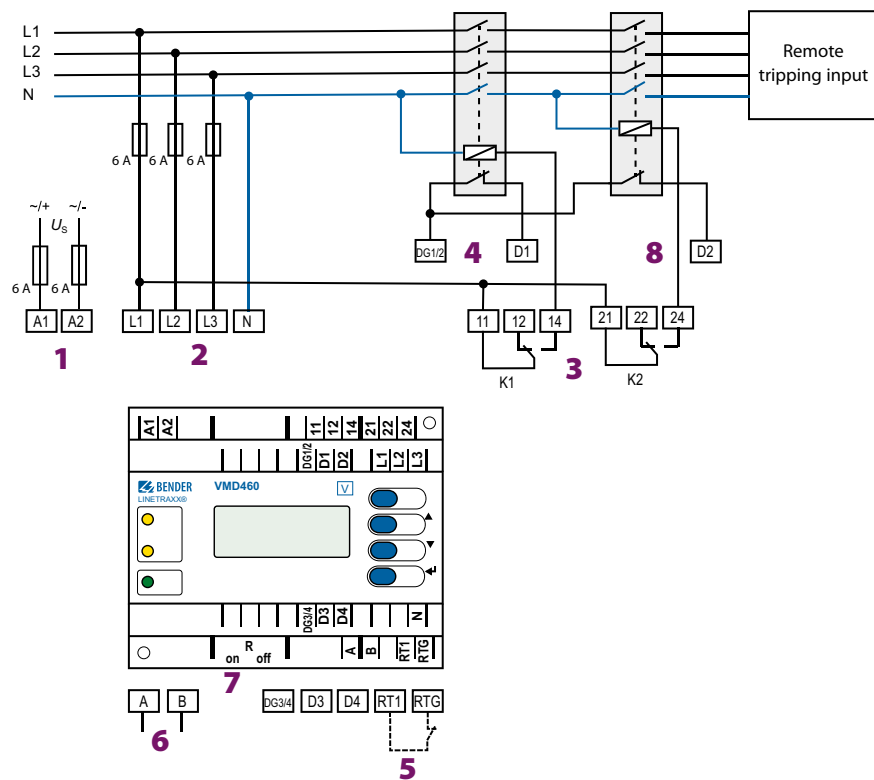 L1
L2
L3
N
Remote
tripping input
6 A 6 A 6 A
~/+ ~/-
US
6 A 6 A
DG1/2 4 D1 8 D2
A1 A2 L1 L2 L3 N 11 12 14 21 22 24
1 2 3
K1 K2
A1 A2 11 12 14 21 22 24
DG1/2 D1 D2 L1 L2 L3
BENDER
LINETRAXX®
VMD460 V
DG3/4 D3 D4 N
R
on off
A B RT1 RTG
7
A B DG3/4 D3 D4 RT1 RTG
6 5